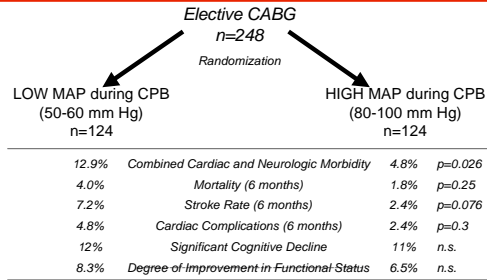 Elective CABG
n=248
Randomization
LOW MAP during CPB
(50-60 mm Hg)
n=124
HIGH MAP during CPB
(80-100 mm Hg)
n=124
12.9% Combined Cardiac and Neurologic Morbidity 4.8% p=0.026
4.0% Mortality (6 months) 1.8% p=0.25
7.2% Stroke Rate (6 months) 2.4% p=0.076
4.8% Cardiac Complications (6 months) 2.4% p=0.3
12% Significant Cognitive Decline 11% n.s.
8.3% Degree of Improvement in Functional Status 6.5% n.s.